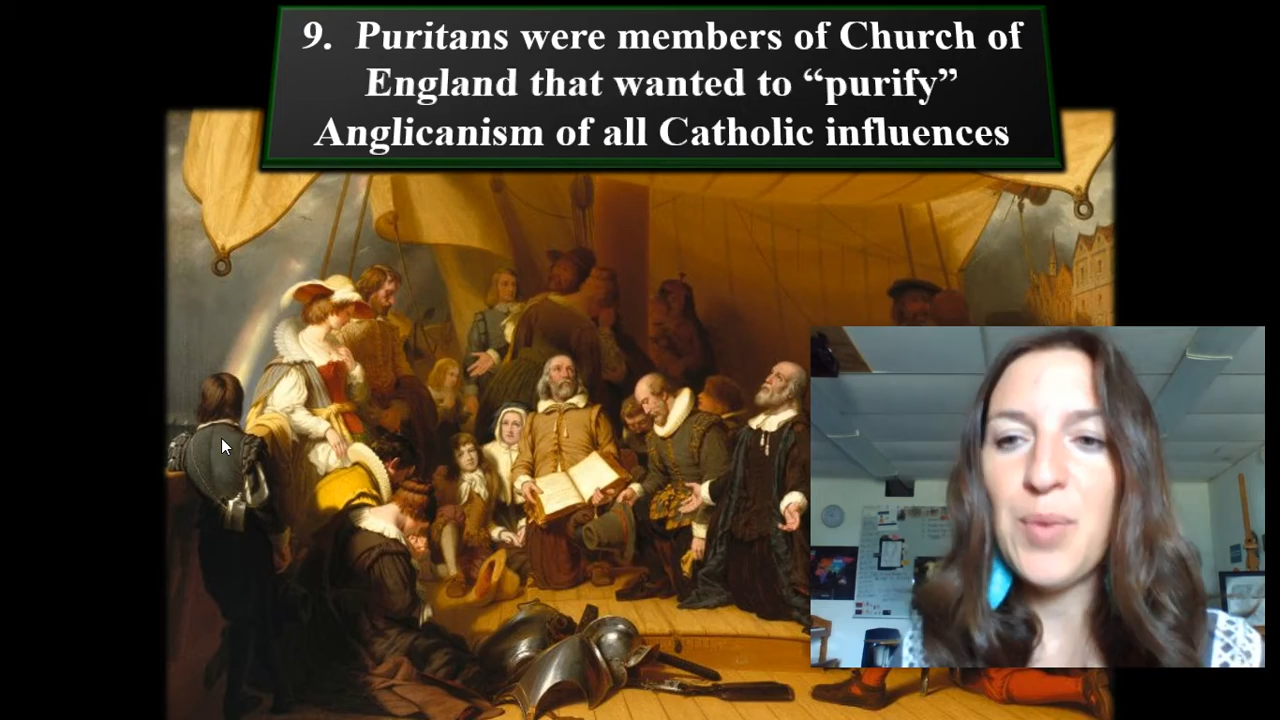 9. Puritans were members of Church of
England that wanted to “purify”
Anglicanism of all Catholic influences